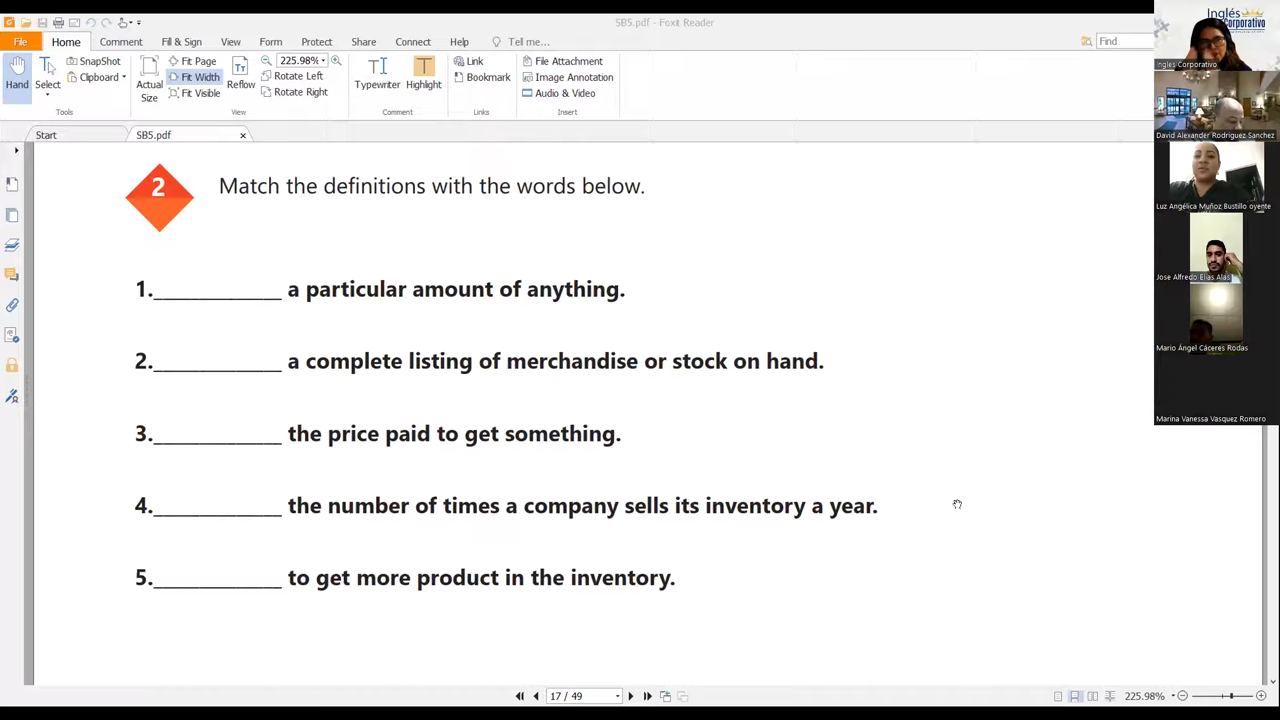 SB5.pdf - Foxit Reader
File Home Comment Fill & Sign View Form Protect Share Connect Help Tell me... Find
Hand
Select
SnapShot
Clipboard
Tools
Actual Size
Fit Page
Fit Width
Fit Visible
Reflow
Rotate Left
225.98%
Rotate Right
View
Typewriter
Highlight
Comment
Link
Bookmark
Links
File Attachment
Image Annotation
Audio & Video
Insert
Start
SB5.pdf
2 Match the definitions with the words below.
1.____________ a particular amount of anything.
2.____________ a complete listing of merchandise or stock on hand.
3.____________ the price paid to get something.
4.____________ the number of times a company sells its inventory a year.
5.____________ to get more product in the inventory.
17 / 49
225.98%
Inglés
Corporativo
Ingles Corporativo
David Alexander Rodriguez Sanchez
Luz Angélica Muñoz Bustillo oyente
Jose Alfredo Elias Alas
Mario Ángel Cáceres Rodas
Marina Vanessa Vasquez Romero